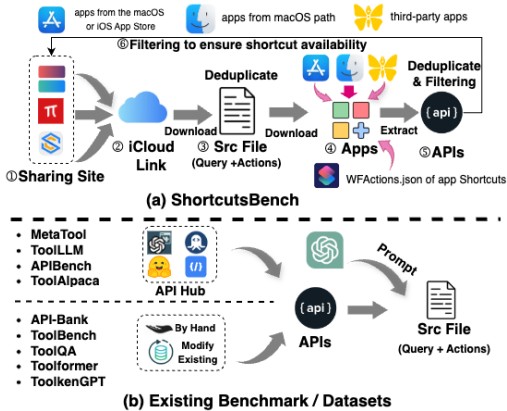 apps from the macOS
or iOS App Store
apps from macOS path
third-party apps
⑥Filtering to ensure shortcut availability
Deduplicate
Deduplicate
& Filtering
π
{api}
Download
Download
Extract
①Sharing Site
② iCloud
Link
③ Src File
(Query +Actions)
④ Apps
⑤APIs
WFActions.json of app Shortcuts
(a) ShortcutsBench
• MetaTool
• ToolLLM
• APIBench
• ToolAlpaca
API Hub
Prompt
{api}
APIs
Src File
(Query + Actions)
• API-Bank
• ToolBench
• ToolQA
• Toolformer
• ToolkenGPT
By Hand
Modify
Existing
(b) Existing Benchmark / Datasets